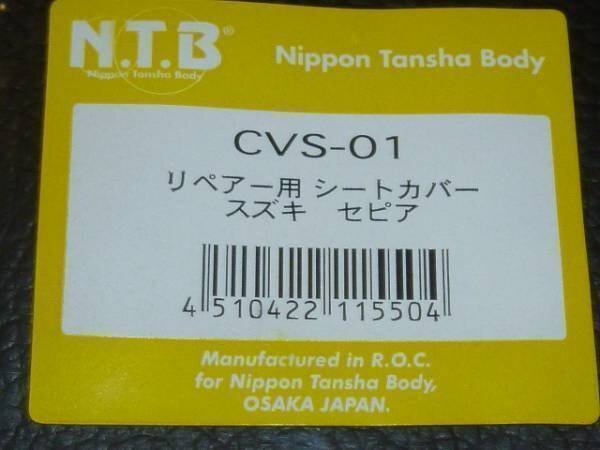 N.T.B®
Nippon Tansha Body
Nippon Tansha Body
CVS-01
リペアー用 シートカバー
スズキ　セピア
4 510422 115504
Manufactured in R.O.C.
for Nippon Tansha Body,
OSAKA JAPAN.